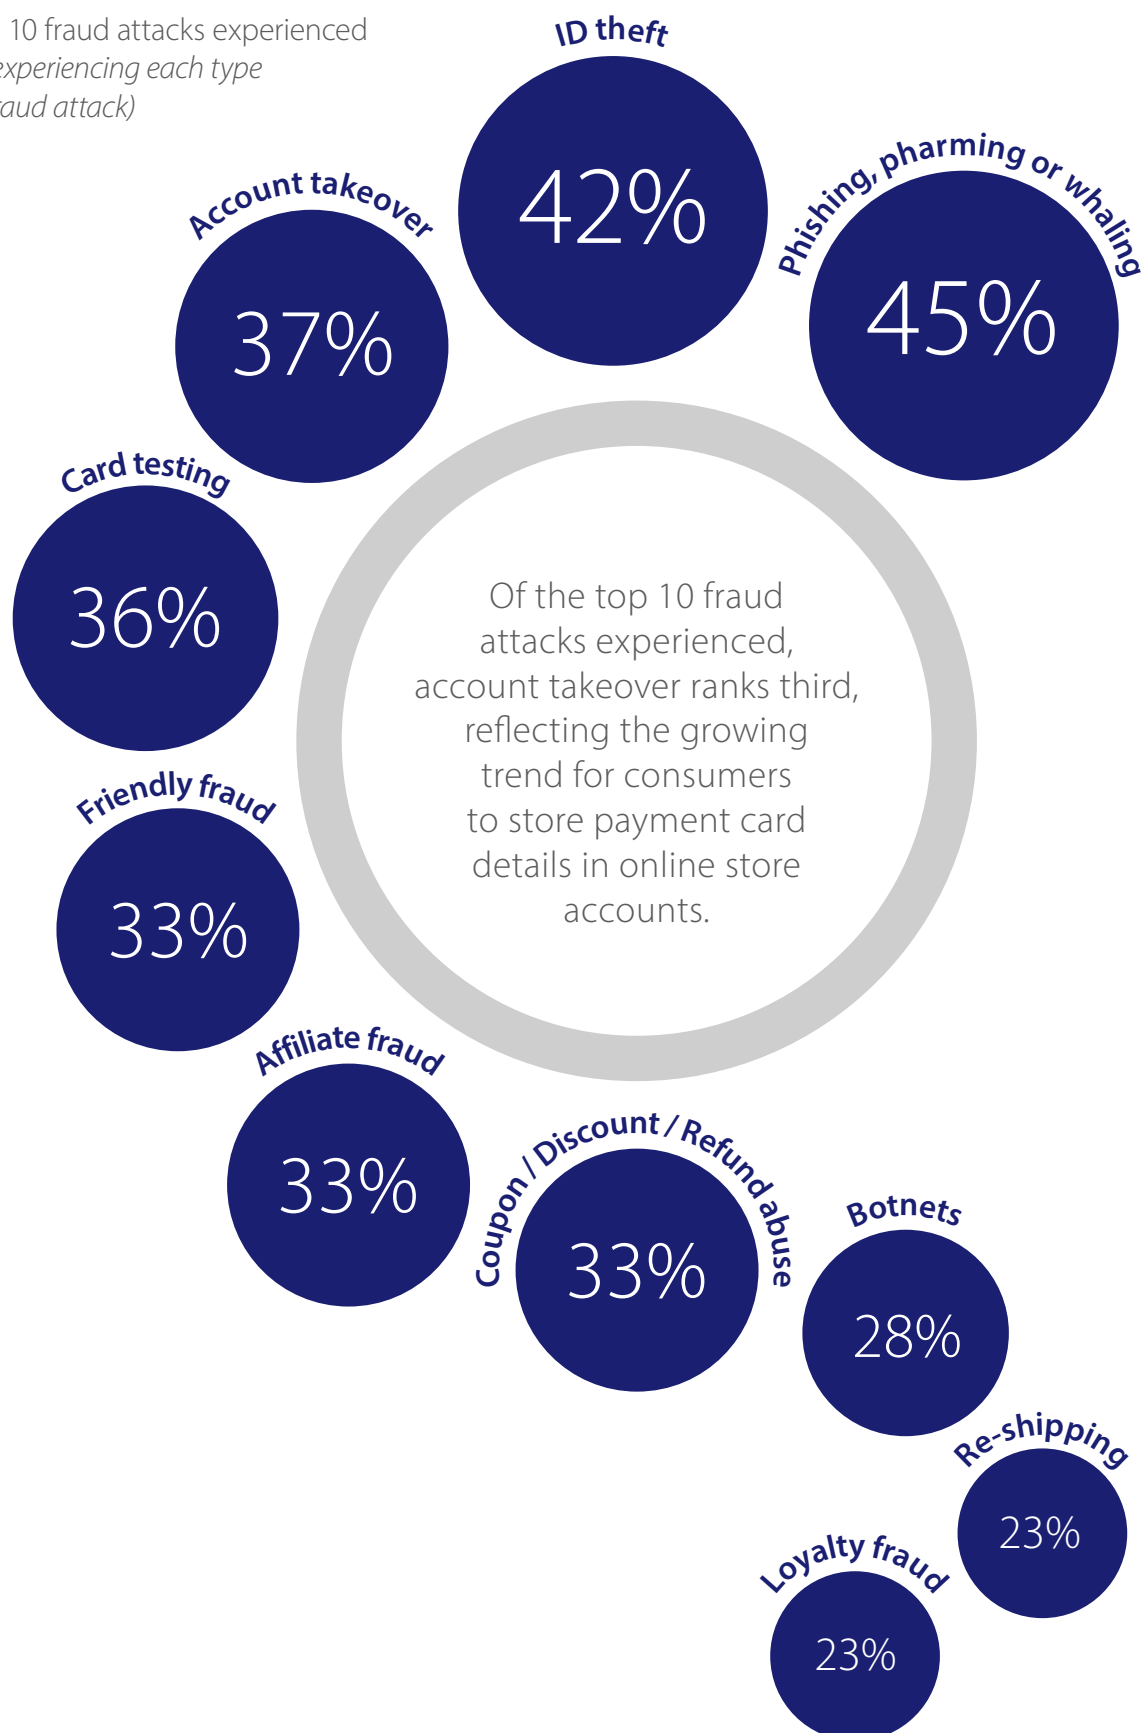 10 fraud attacks experienced
experiencing each type
raud attack)
ID theft
42%
Phishing, pharming or whaling
45%
Account takeover
37%
Card testing
36%
Friendly fraud
33%
Affiliate fraud
33%
Coupon / Discount / Refund abuse
33%
Botnets
28%
Re-shipping
23%
Loyalty fraud
23%
Of the top 10 fraud
attacks experienced,
account takeover ranks third,
reflecting the growing
trend for consumers
to store payment card
details in online store
accounts.